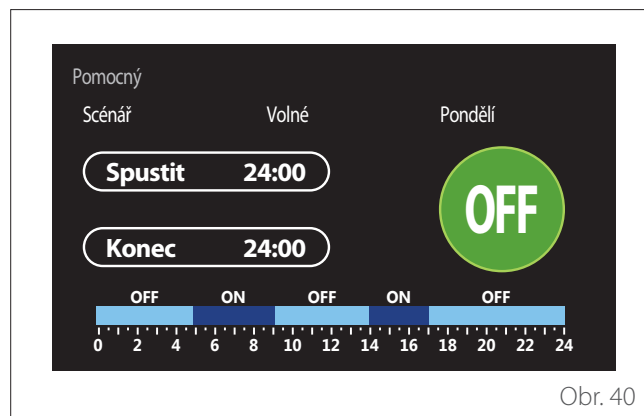 Pomocný
Scénář Volné Pondělí
Spustit 24:00
OFF
Konec 24:00
OFF ON OFF ON OFF
0 2 4 6 8 10 12 14 16 18 20 22 24
Obr. 40